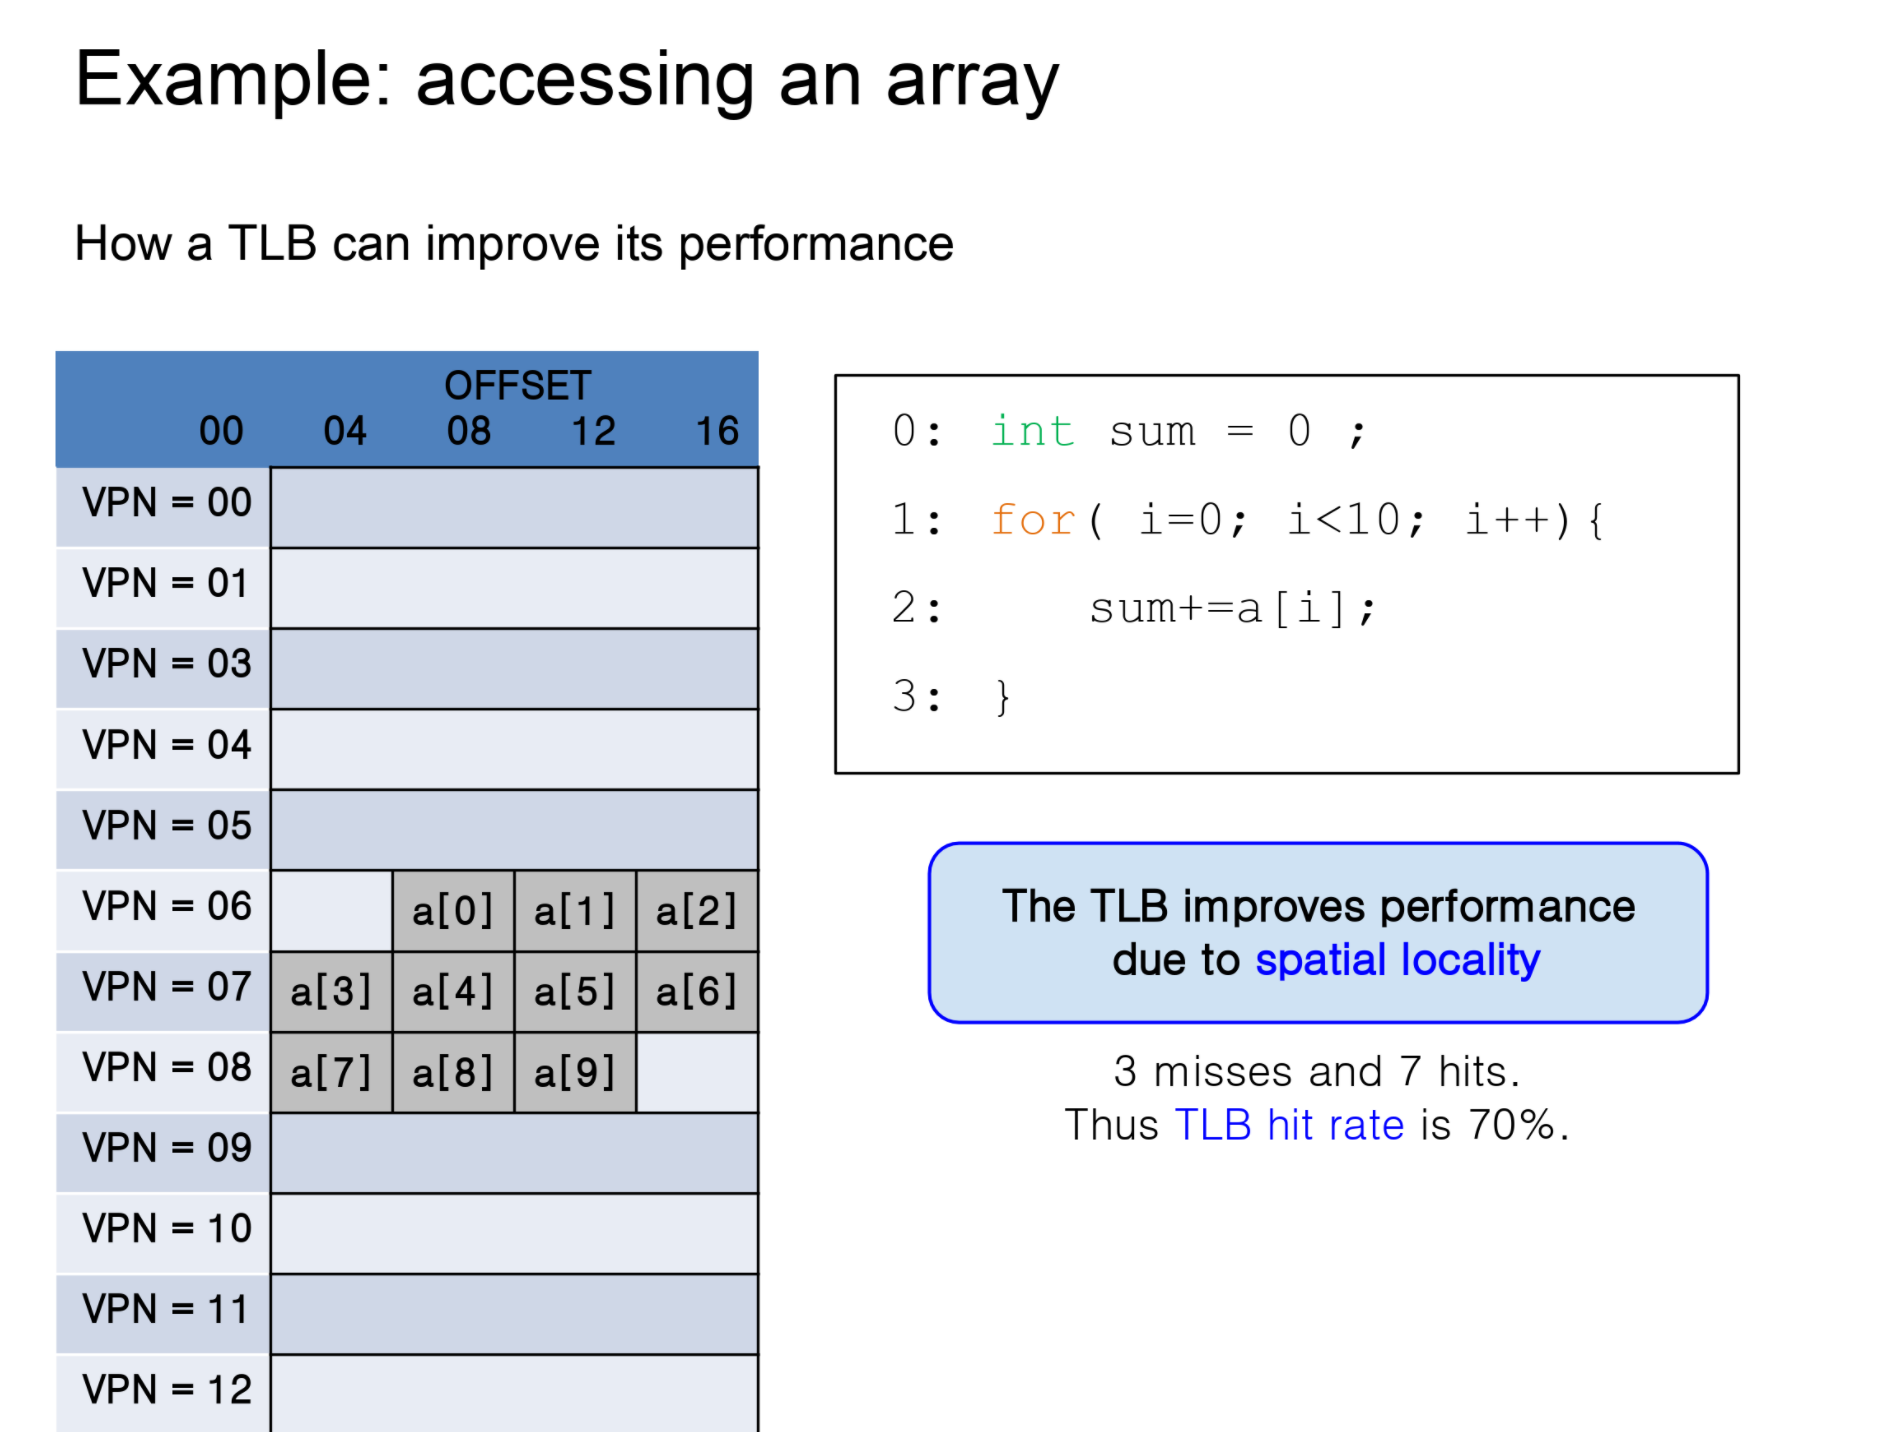 Example: accessing an array
How a TLB can improve its performance
OFFSET
00 04 08 12 16
VPN = 00
VPN = 01
VPN = 03
VPN = 04
VPN = 05
VPN = 06 a[0] a[1] a[2]
VPN = 07 a[3] a[4] a[5] a[6]
VPN = 08 a[7] a[8] a[9]
VPN = 09
VPN = 10
VPN = 11
VPN = 12
0: int sum = 0 ;
1: for( i=0; i<10; i++){
2: sum+=a[i];
3: }
The TLB improves performance
due to spatial locality
3 misses and 7 hits.
Thus TLB hit rate is 70%.